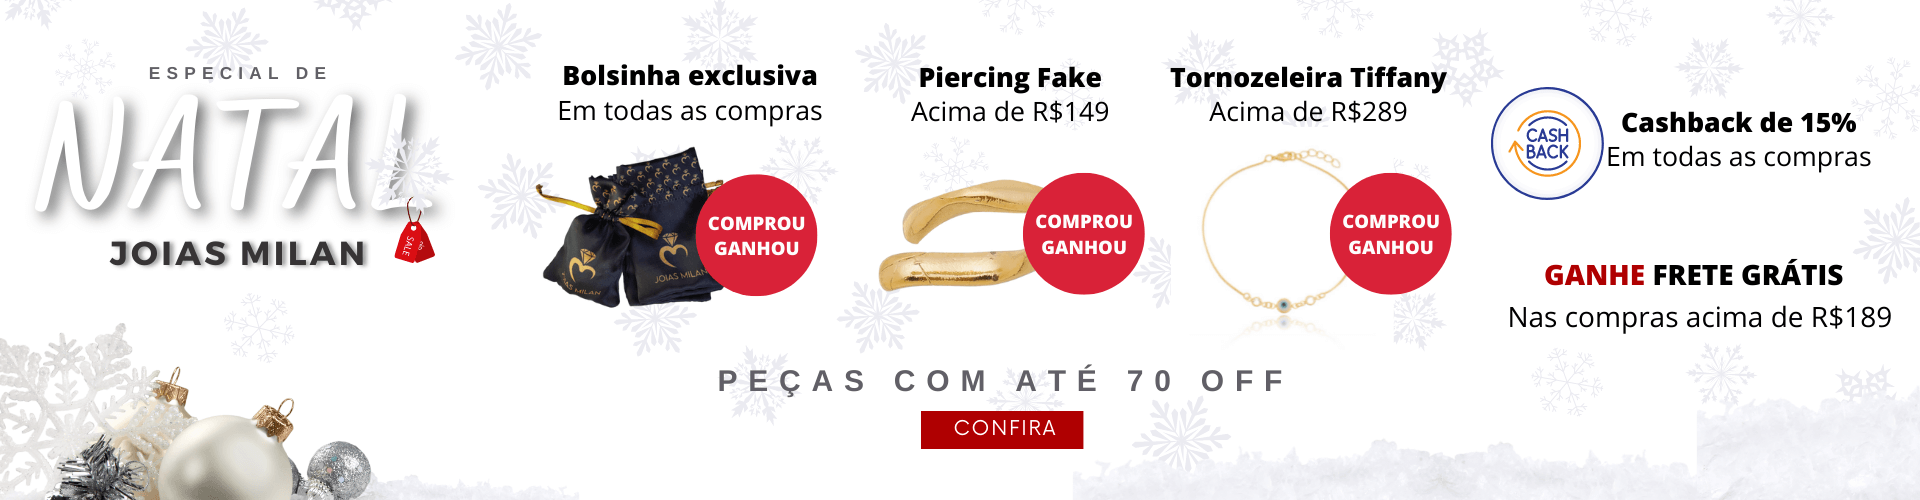 ESPECIAL DE
NATAL
JOIAS MILAN
SALE
Bolsinha exclusiva
Em todas as compras
JOIAS MILAN
COMPROU
GANHOU
Piercing Fake
Acima de R$149
COMPROU
GANHOU
Tornozeleira Tiffany
Acima de R$289
COMPROU
GANHOU
CASH
BACK
Cashback de 15%
Em todas as compras
GANHE FRETE GRÁTIS
Nas compras acima de R$189
PEÇAS COM ATÉ 70 OFF
CONFIRA